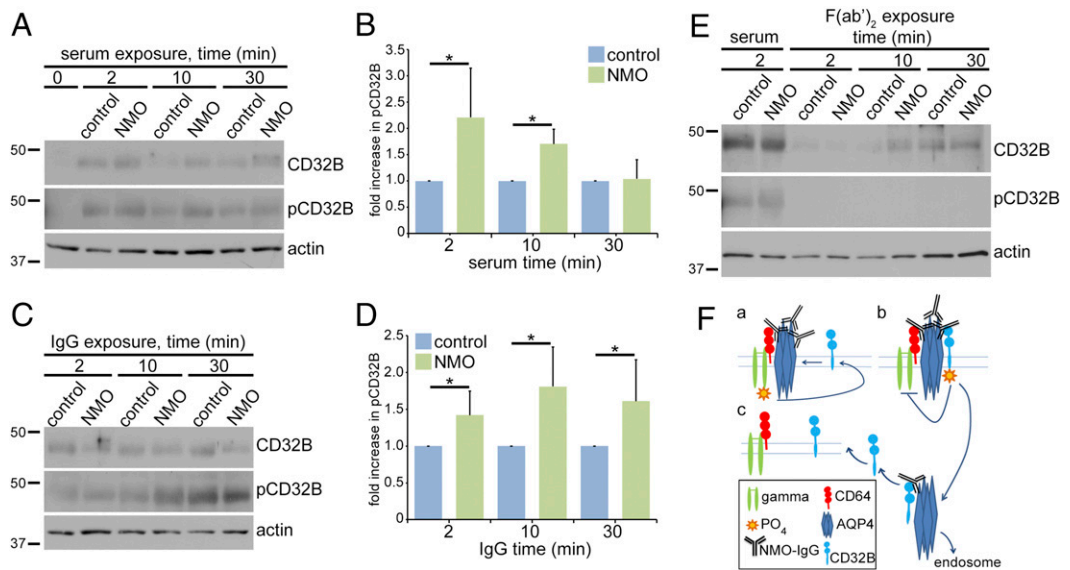 A
serum exposure, time (min)
0 2 10 30
control NMO control NMO control NMO
50
CD32B
50
pCD32B
actin
37
B
fold increase in pCD32B
3.5
3.0
2.5
2.0
1.5
1.0
0.5
0.0
* *
control
NMO
2 10 30
serum time (min)
C
IgG exposure, time (min)
2 10 30
control NMO control NMO control NMO
50
CD32B
50
pCD32B
actin
37
D
fold increase in pCD32B
2.5
2.0
1.5
1.0
0.5
0.0
* * *
control
NMO
2 10 30
IgG time (min)
E
F(ab')₂ exposure
serum time (min)
2 2 10 30
control NMO control NMO control NMO control NMO
50
CD32B
50
pCD32B
actin
37
F
a b
c
gamma CD64
PO₄ AQP4
NMO-IgG CD32B
endosome